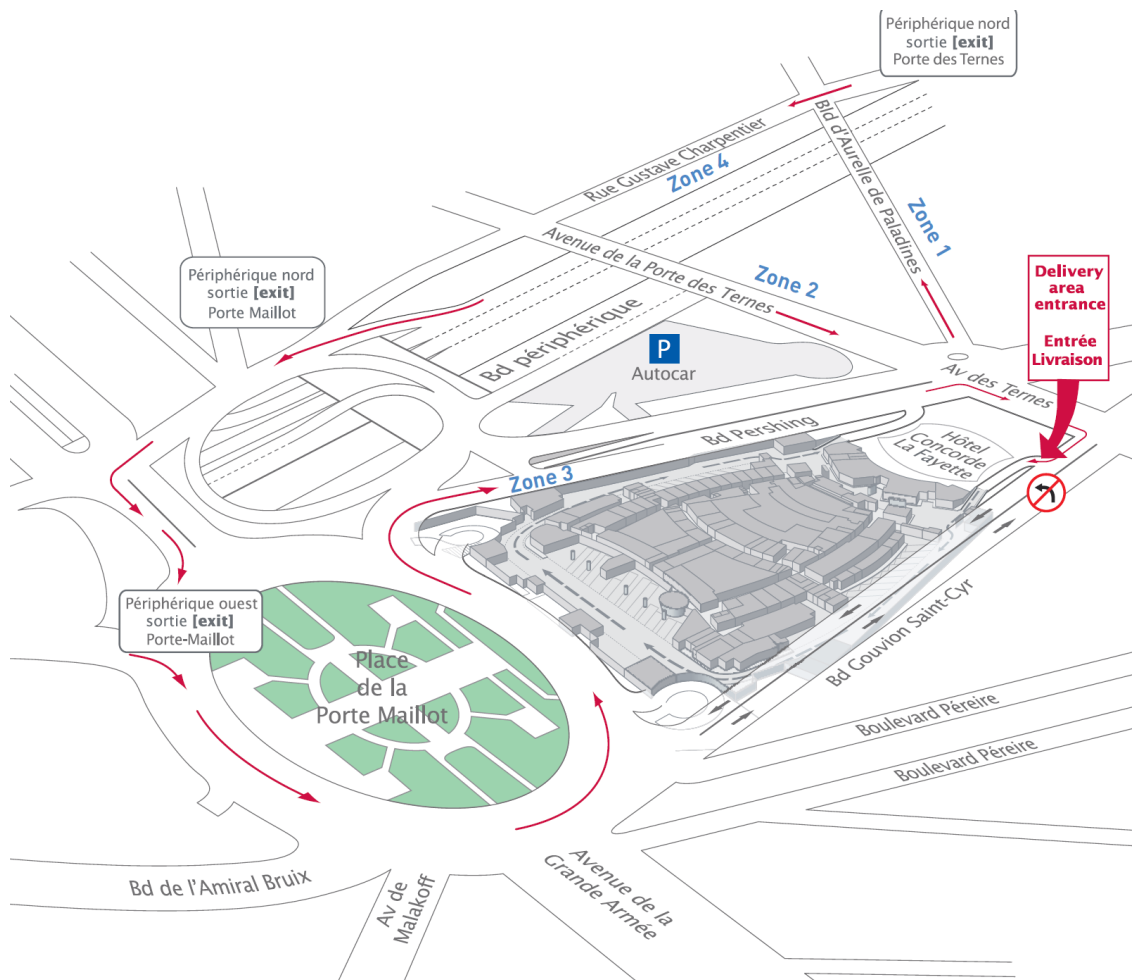 Périphérique nord
sortie [exit]
Porte des Ternes
Rue Gustave Charpentier
Zone 4
Bld d'Aurelle de Paladines
Zone 1
Avenue de la Porte des Ternes
Zone 2
Périphérique nord
sortie [exit]
Porte Maillot
Bd périphérique
P
Autocar
Delivery
area
entrance
Entrée
Livraison
Av des Ternes
Bd Pershing
Hôtel
Concorde
La Fayette
Zone 3
Périphérique ouest
sortie [exit]
Porte-Maillot
Place
de la
Porte Maillot
Bd Gouvion Saint-Cyr
Boulevard Péreire
Boulevard Péreire
Bd de l'Amiral Bruix
Av de
Malakoff
Avenue de la
Grande Armée